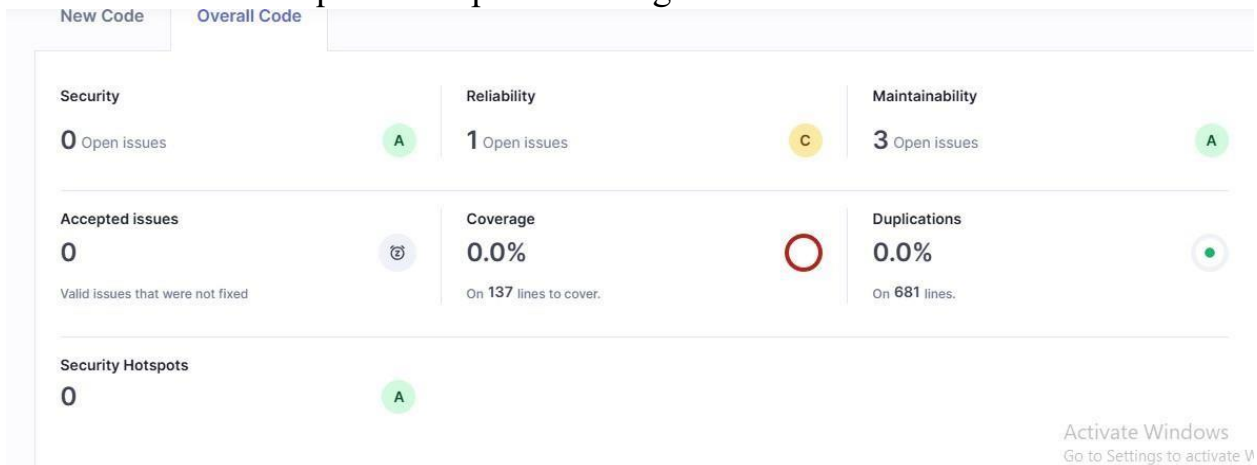 New Code Overall Code
Security Reliability Maintainability
0 Open issues A 1 Open issues C 3 Open issues A
Accepted issues Coverage Duplications
0 0.0% 0.0%
Valid issues that were not fixed On 137 lines to cover. On 681 lines.
Security Hotspots
0 A
Activate Windows
Go to Settings to activate W